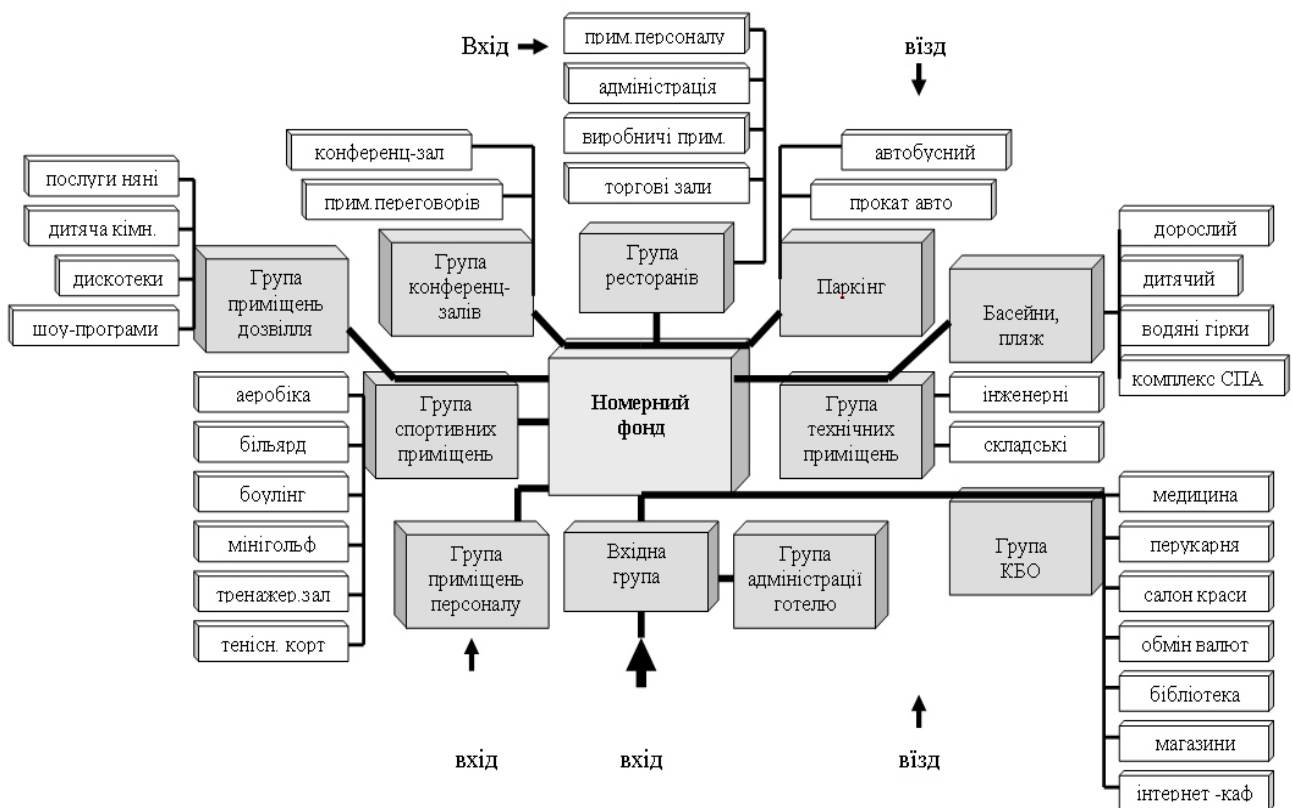 Вхід
прим.персоналу
вїзд
адміністрація
виробничі прим.
торгові зали
конференц-зал
прим.переговорів
автобусний
прокат авто
послуги няні
дитяча кімн.
дискотеки
шоу-програми
Група
приміщень
дозвілля
Група
конференц-
залів
Група
ресторанів
Паркінг
Басейни,
пляж
дорослий
дитячий
водяні гірки
комплекс СПА
аеробіка
більярд
боулінг
мінігольф
тренажер.зал
тенісн. корт
Група
спортивних
приміщень
Номерний
фонд
Група
технічних
приміщень
інженерні
складські
Група
приміщень
персоналу
Вхідна
група
Група
адміністрації
готелю
Група
КБО
медицина
перукарня
салон краси
обмін валют
бібліотека
магазини
інтернет -каф
вхід
вхід
вїзд